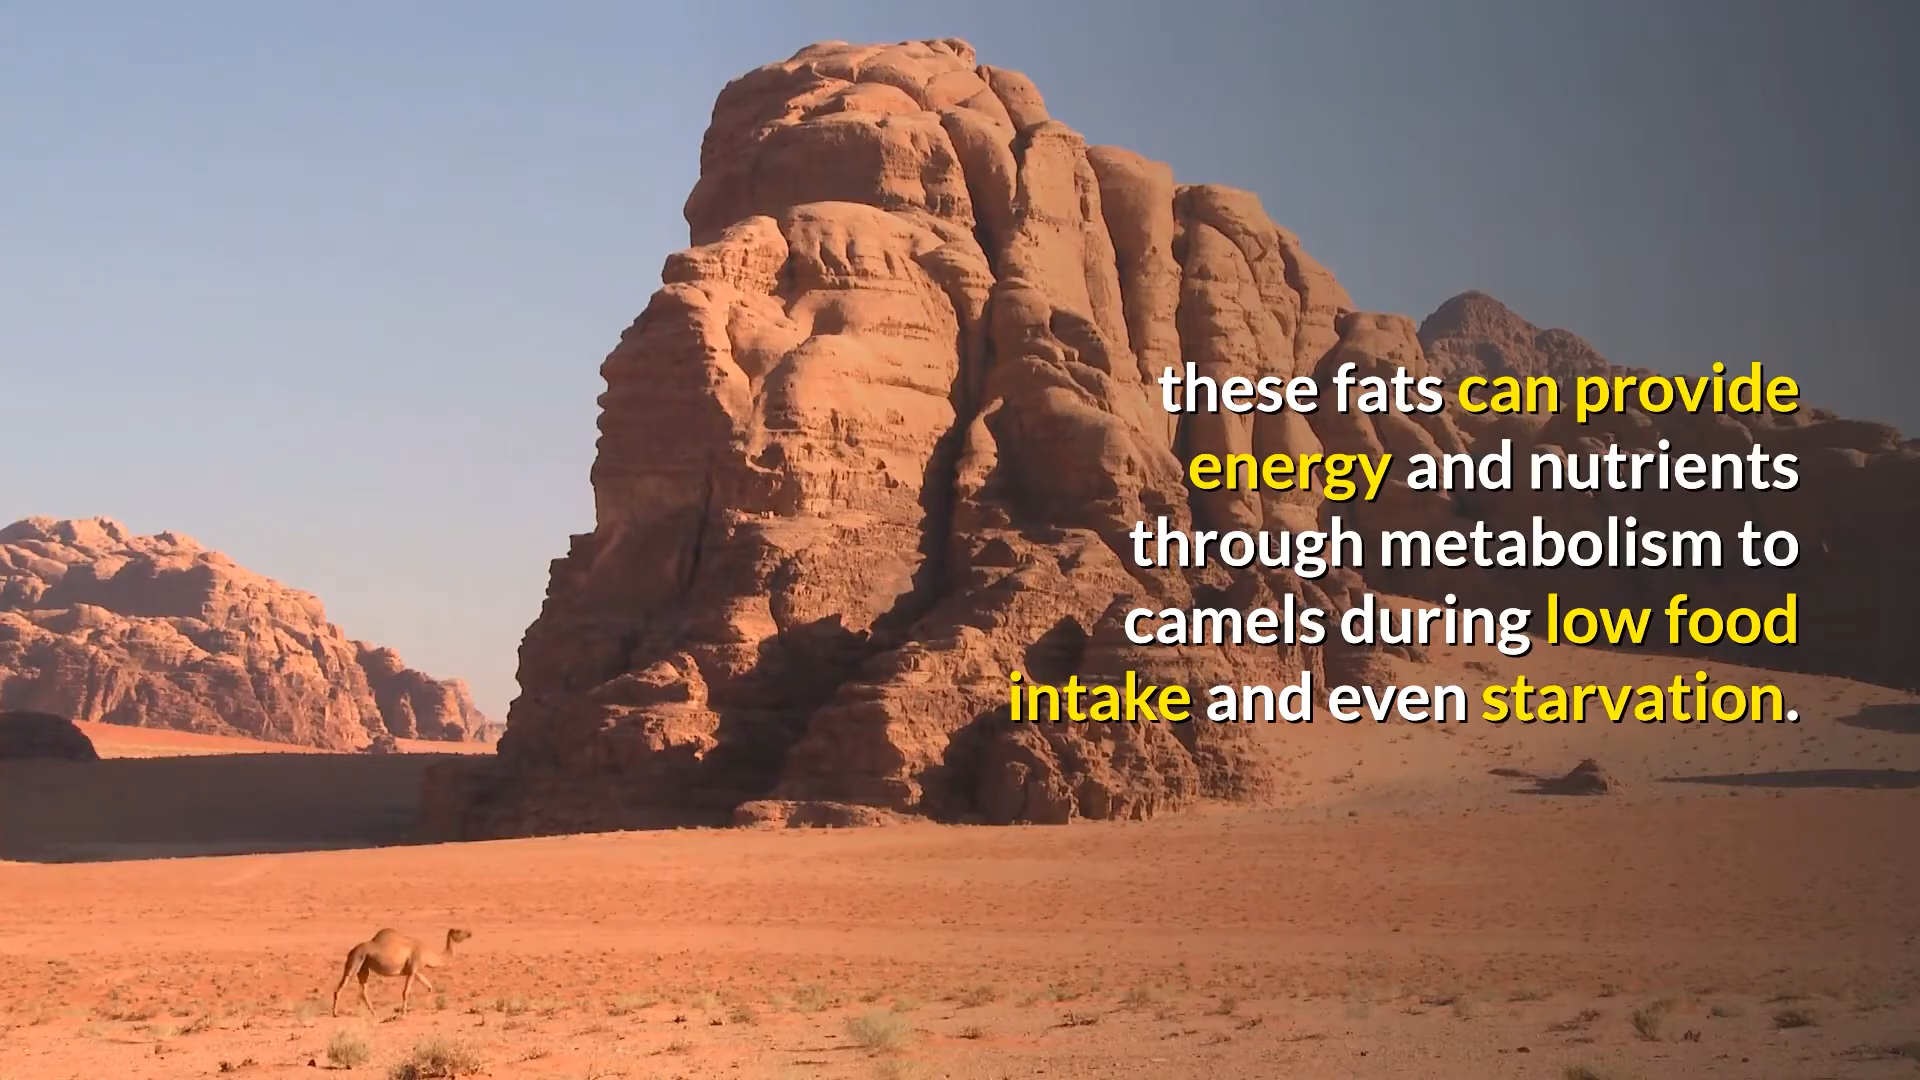 these fats can provide
energy and nutrients
through metabolism to
camels during low food
intake and even starvation.